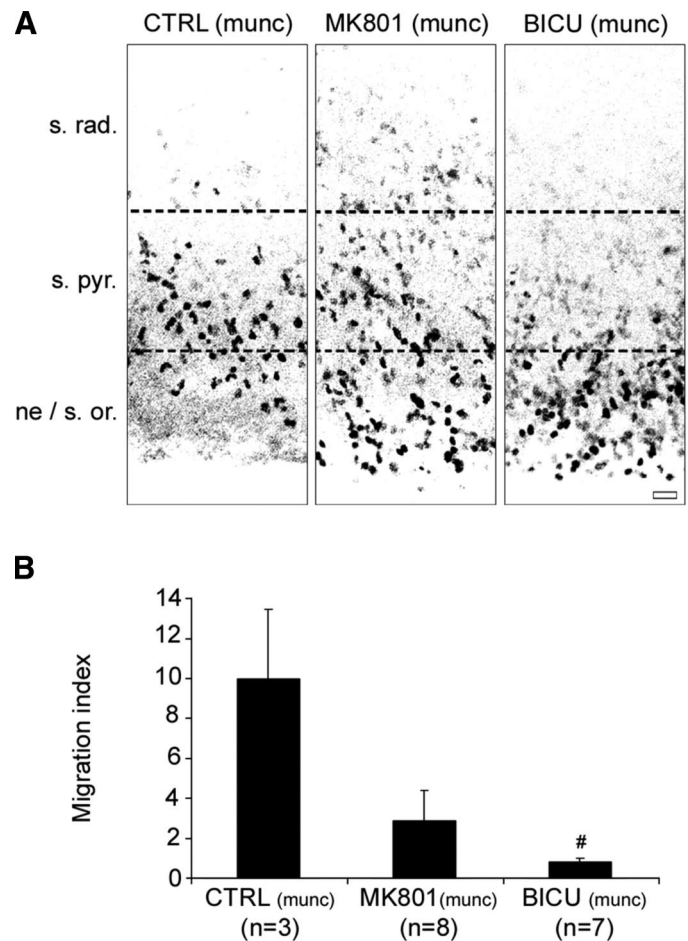 A
CTRL (munc) MK801 (munc) BICU (munc)
s. rad.
s. pyr.
ne / s. or.
B
14
12
10
8
6
4
2
0
Migration index
#
CTRL (munc) MK801(munc) BICU (munc)
(n=3) (n=8) (n=7)